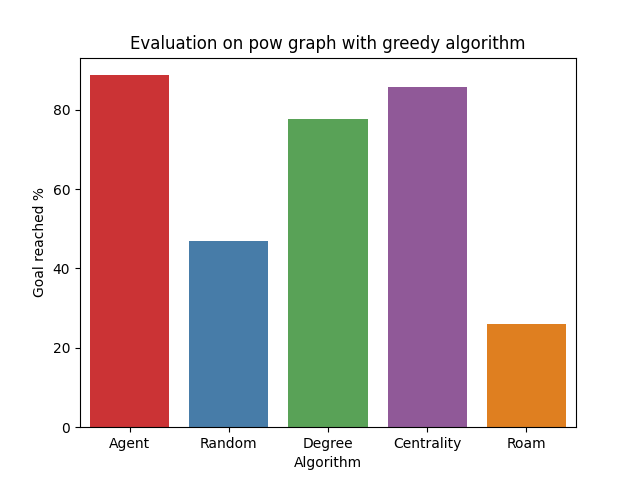 Evaluation on pow graph with greedy algorithm
Goal reached %
80
60
40
20
0
Agent Random Degree Centrality Roam
Algorithm